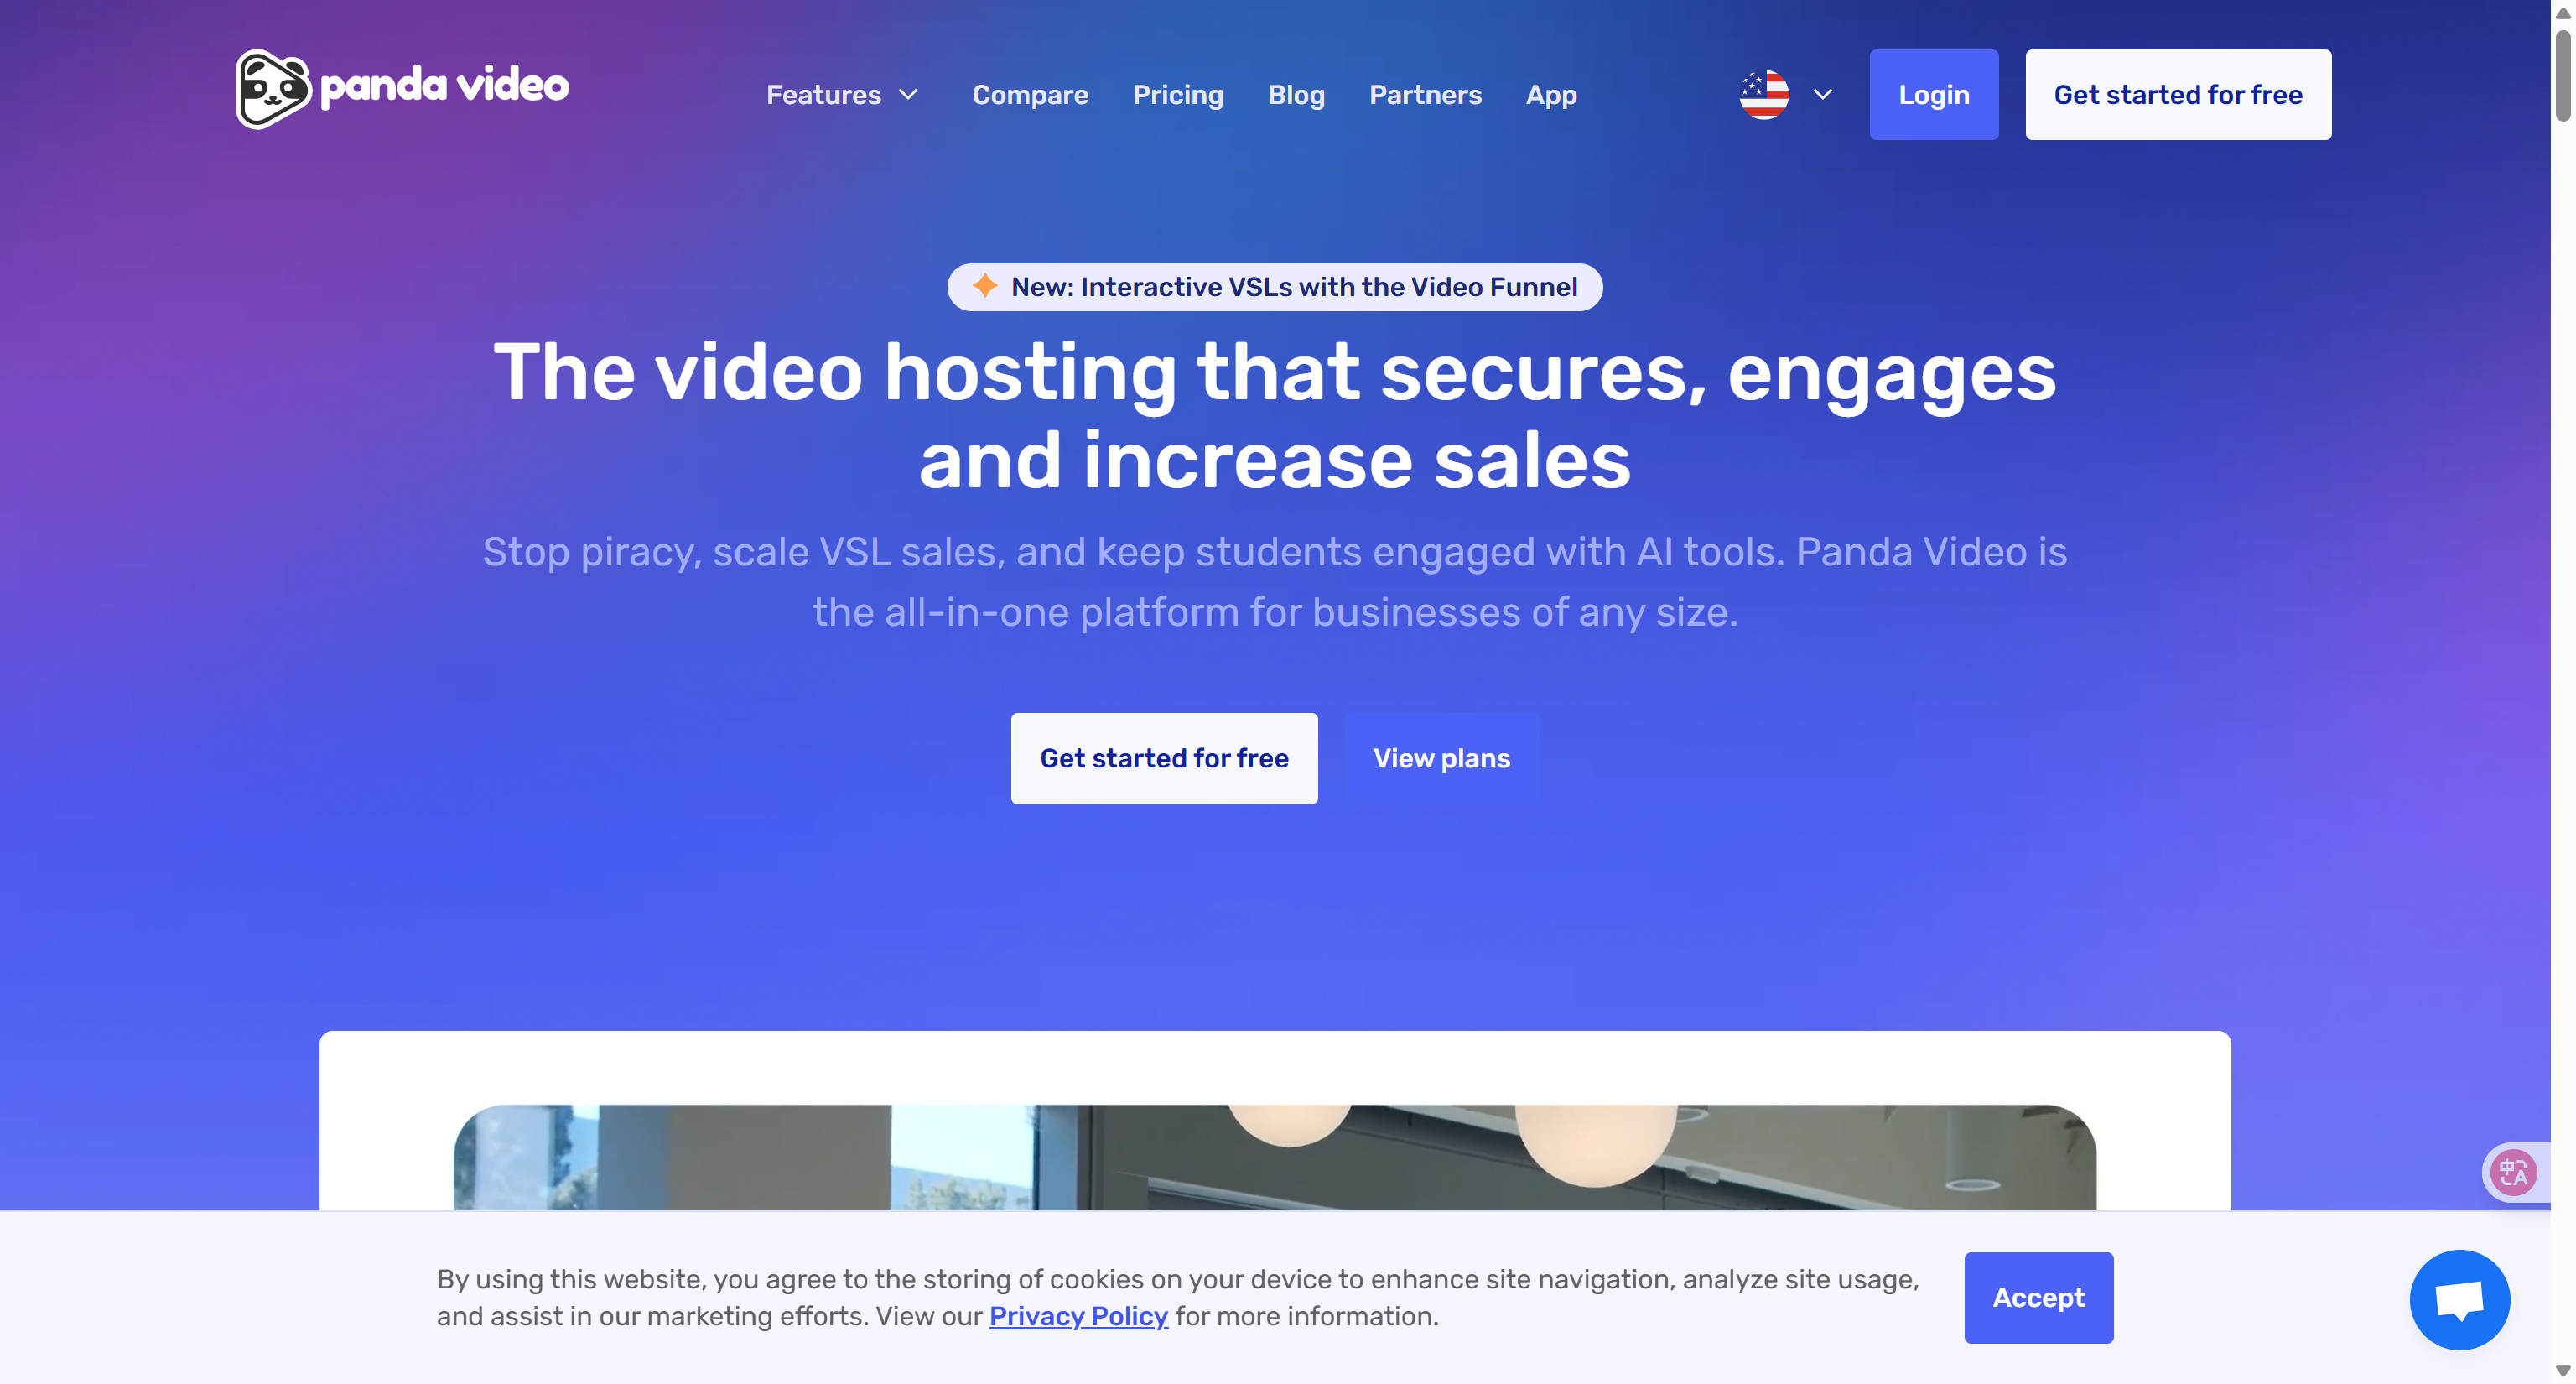 panda video
Features
Compare
Pricing
Blog
Partners
App
Login
Get started for free
New: Interactive VSLs with the Video Funnel
The video hosting that secures, engages
and increase sales
Stop piracy, scale VSL sales, and keep students engaged with AI tools. Panda Video is
the all-in-one platform for businesses of any size.
Get started for free
View plans
中A
By using this website, you agree to the storing of cookies on your device to enhance site navigation, analyze site usage,
and assist in our marketing efforts. View our Privacy Policy for more information.
Accept